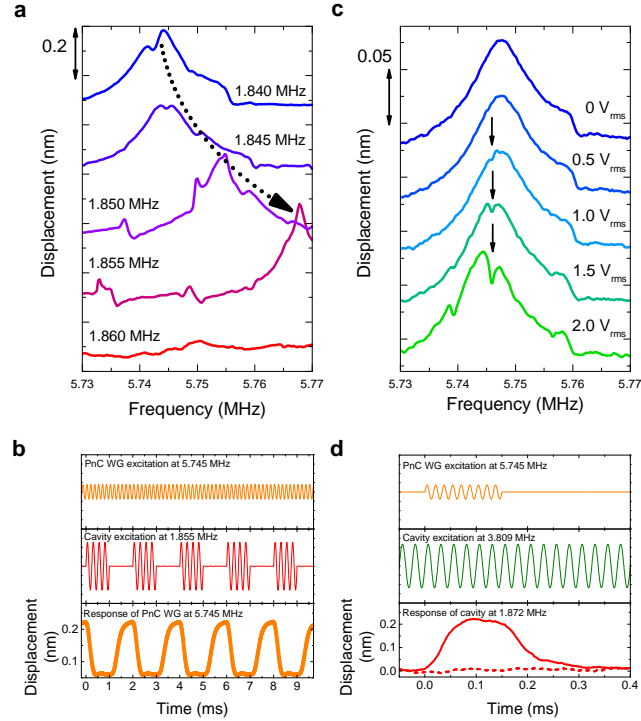 a
0.2
Displacement (nm)
1.840 MHz
1.845 MHz
1.850 MHz
1.855 MHz
1.860 MHz
5.73 5.74 5.75 5.76 5.77
Frequency (MHz)
c
0.05
Displacement (nm)
0 Vrms
0.5 Vrms
1.0 Vrms
1.5 Vrms
2.0 Vrms
5.73 5.74 5.75 5.76 5.77
Frequency (MHz)
b
PnC WG excitation at 5.745 MHz
Cavity excitation at 1.855 MHz
Response of PnC WG at 5.745 MHz
Displacement (nm)
0.2
0.1
0 1 2 3 4 5 6 7 8 9
Time (ms)
d
PnC WG excitation at 5.745 MHz
Cavity excitation at 3.809 MHz
Response of cavity at 1.872 MHz
Displacement (nm)
0.2
0.1
0.0
0.0 0.1 0.2 0.3 0.4
Time (ms)